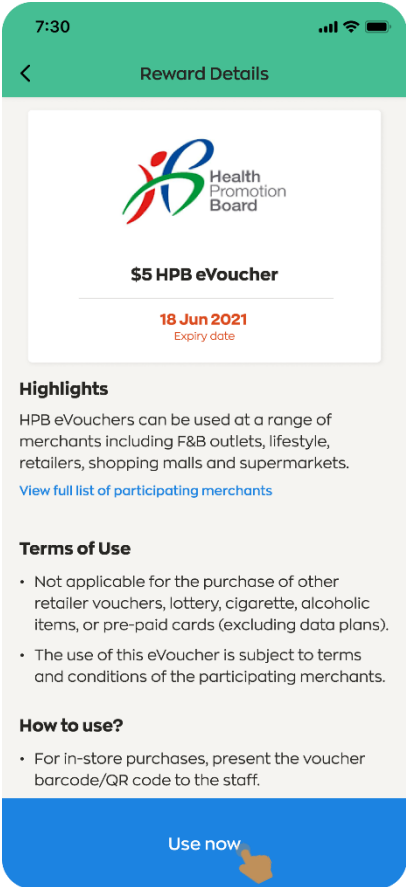 7:30
Reward Details
Health
Promotion
Board
$5 HPB eVoucher
18 Jun 2021
Expiry date
Highlights
HPB eVouchers can be used at a range of
merchants including F&B outlets, lifestyle,
retailers, shopping malls and supermarkets.
View full list of participating merchants
Terms of Use
• Not applicable for the purchase of other
retailer vouchers, lottery, cigarette, alcoholic
items, or pre-paid cards (excluding data plans).
• The use of this eVoucher is subject to terms
and conditions of the participating merchants.
How to use?
• For in-store purchases, present the voucher
barcode/QR code to the staff.
Use now